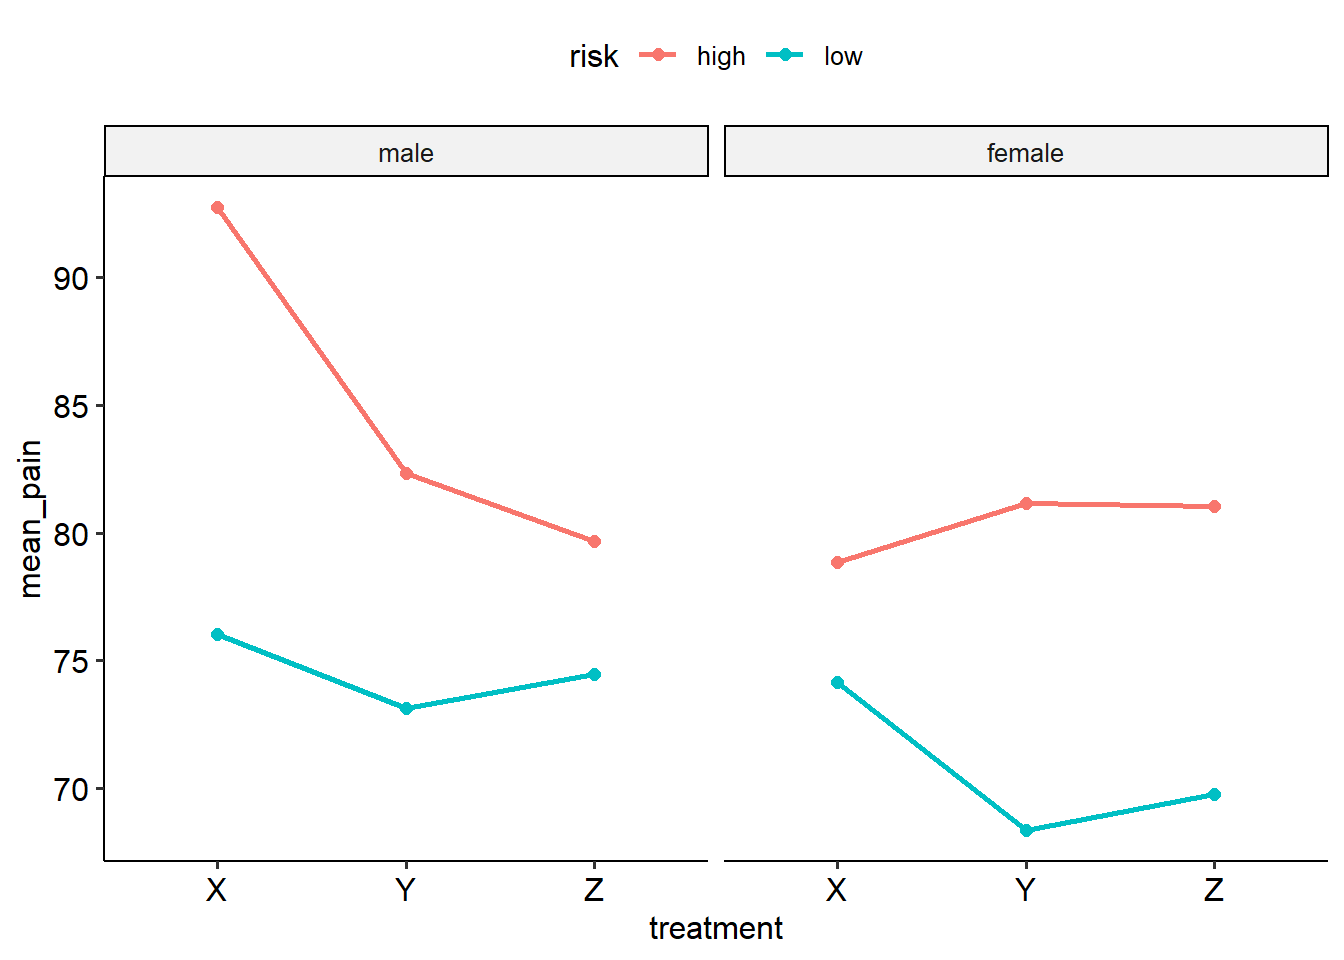 risk high low
male female
90
85
80
75
70
mean_pain
X Y Z X Y Z
treatment